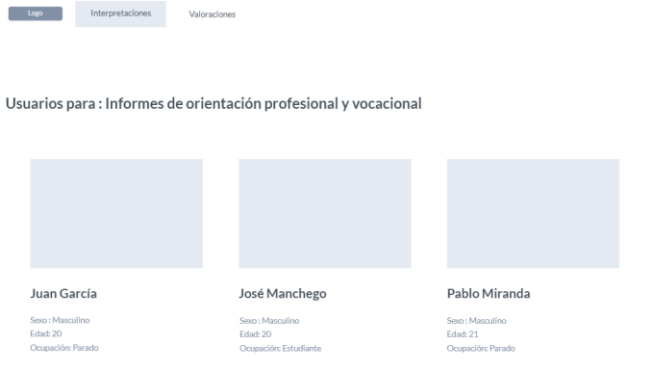 Logo
Interpretaciones
Valoraciones
Usuarios para : Informes de orientación profesional y vocacional
Juan García
Sexo : Masculino
Edad: 20
Ocupación: Parado
José Manchego
Sexo : Masculino
Edad: 20
Ocupación: Estudiante
Pablo Miranda
Sexo : Masculino
Edad: 21
Ocupación: Parado